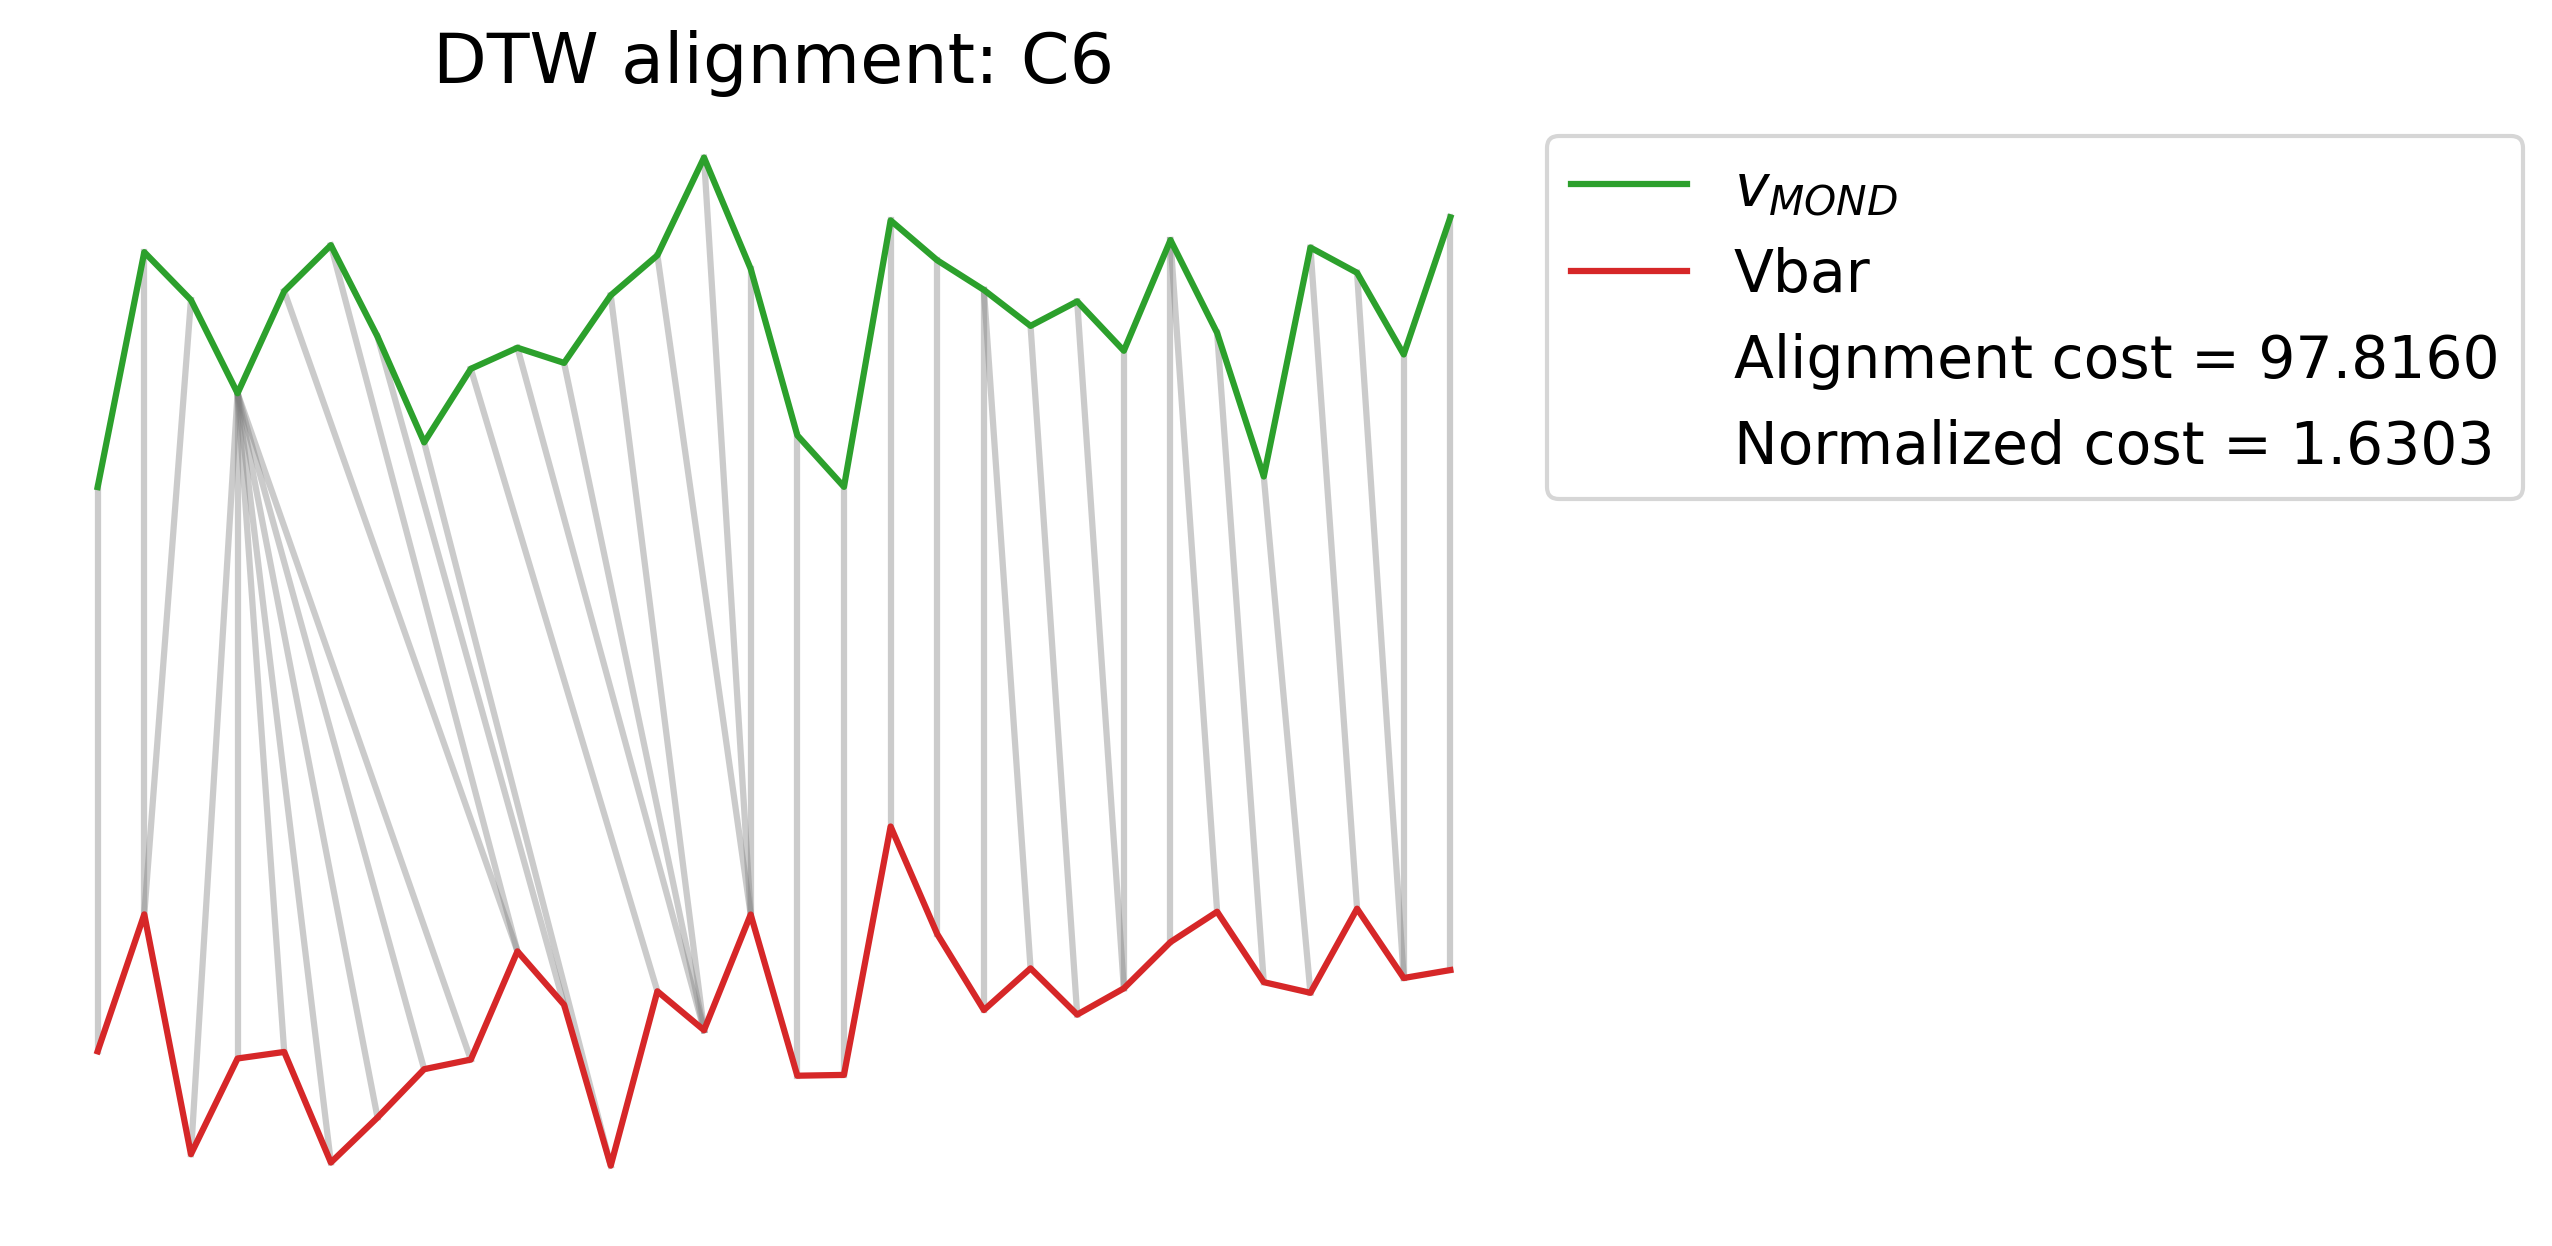 DTW alignment: C6
v_MOND
Vbar
Alignment cost = 97.8160
Normalized cost = 1.6303